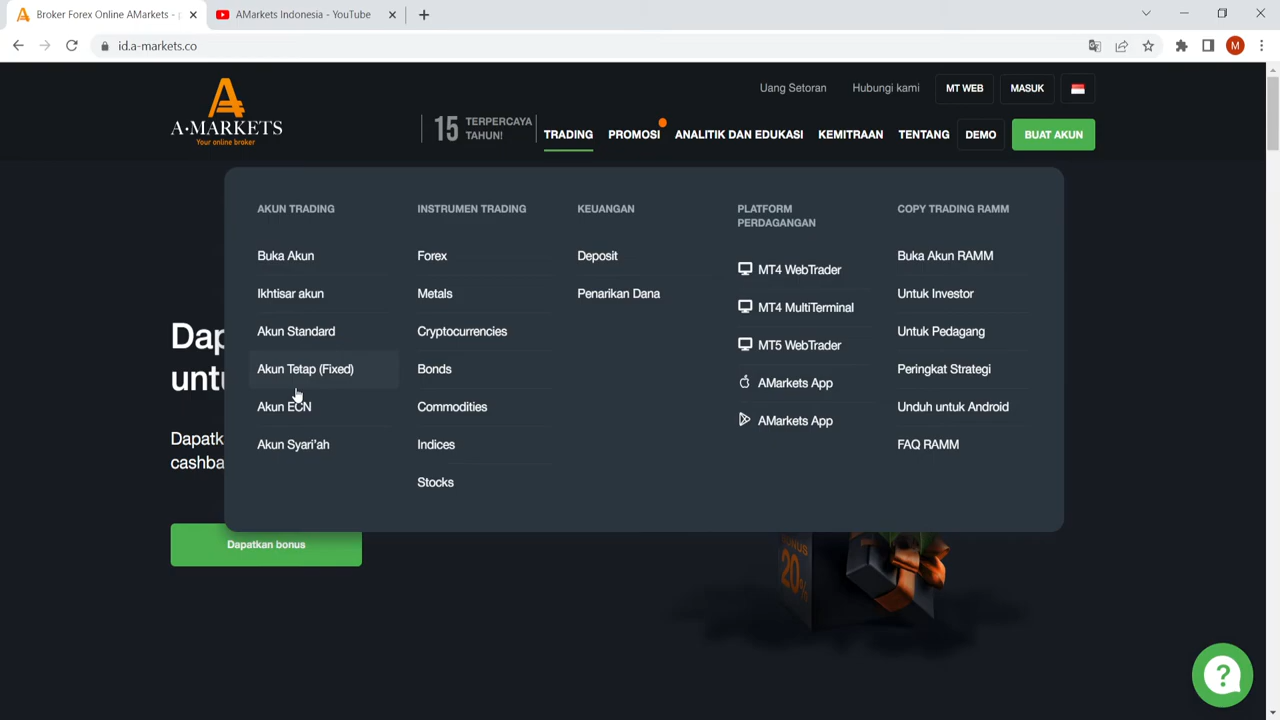 Broker Forex Online AMarkets -
AMarkets Indonesia - YouTube
id.a-markets.co
M
A·MARKETS
Your online broker
Uang Setoran
Hubungi kami
MT WEB
MASUK
15
TERPERCAYA
TAHUN!
TRADING
PROMOSI
ANALITIK DAN EDUKASI
KEMITRAAN
TENTANG
DEMO
BUAT AKUN
AKUN TRADING
Buka Akun
Ikhtisar akun
Akun Standard
Akun Tetap (Fixed)
Akun ECN
Akun Syari'ah
INSTRUMEN TRADING
Forex
Metals
Cryptocurrencies
Bonds
Commodities
Indices
Stocks
KEUANGAN
Deposit
Penarikan Dana
PLATFORM
PERDAGANGAN
MT4 WebTrader
MT4 MultiTerminal
MT5 WebTrader
AMarkets App
AMarkets App
COPY TRADING RAMM
Buka Akun RAMM
Untuk Investor
Untuk Pedagang
Peringkat Strategi
Unduh untuk Android
FAQ RAMM
Dap
untu
Dapatk
cashba
Dapatkan bonus
BONUS
20%
?